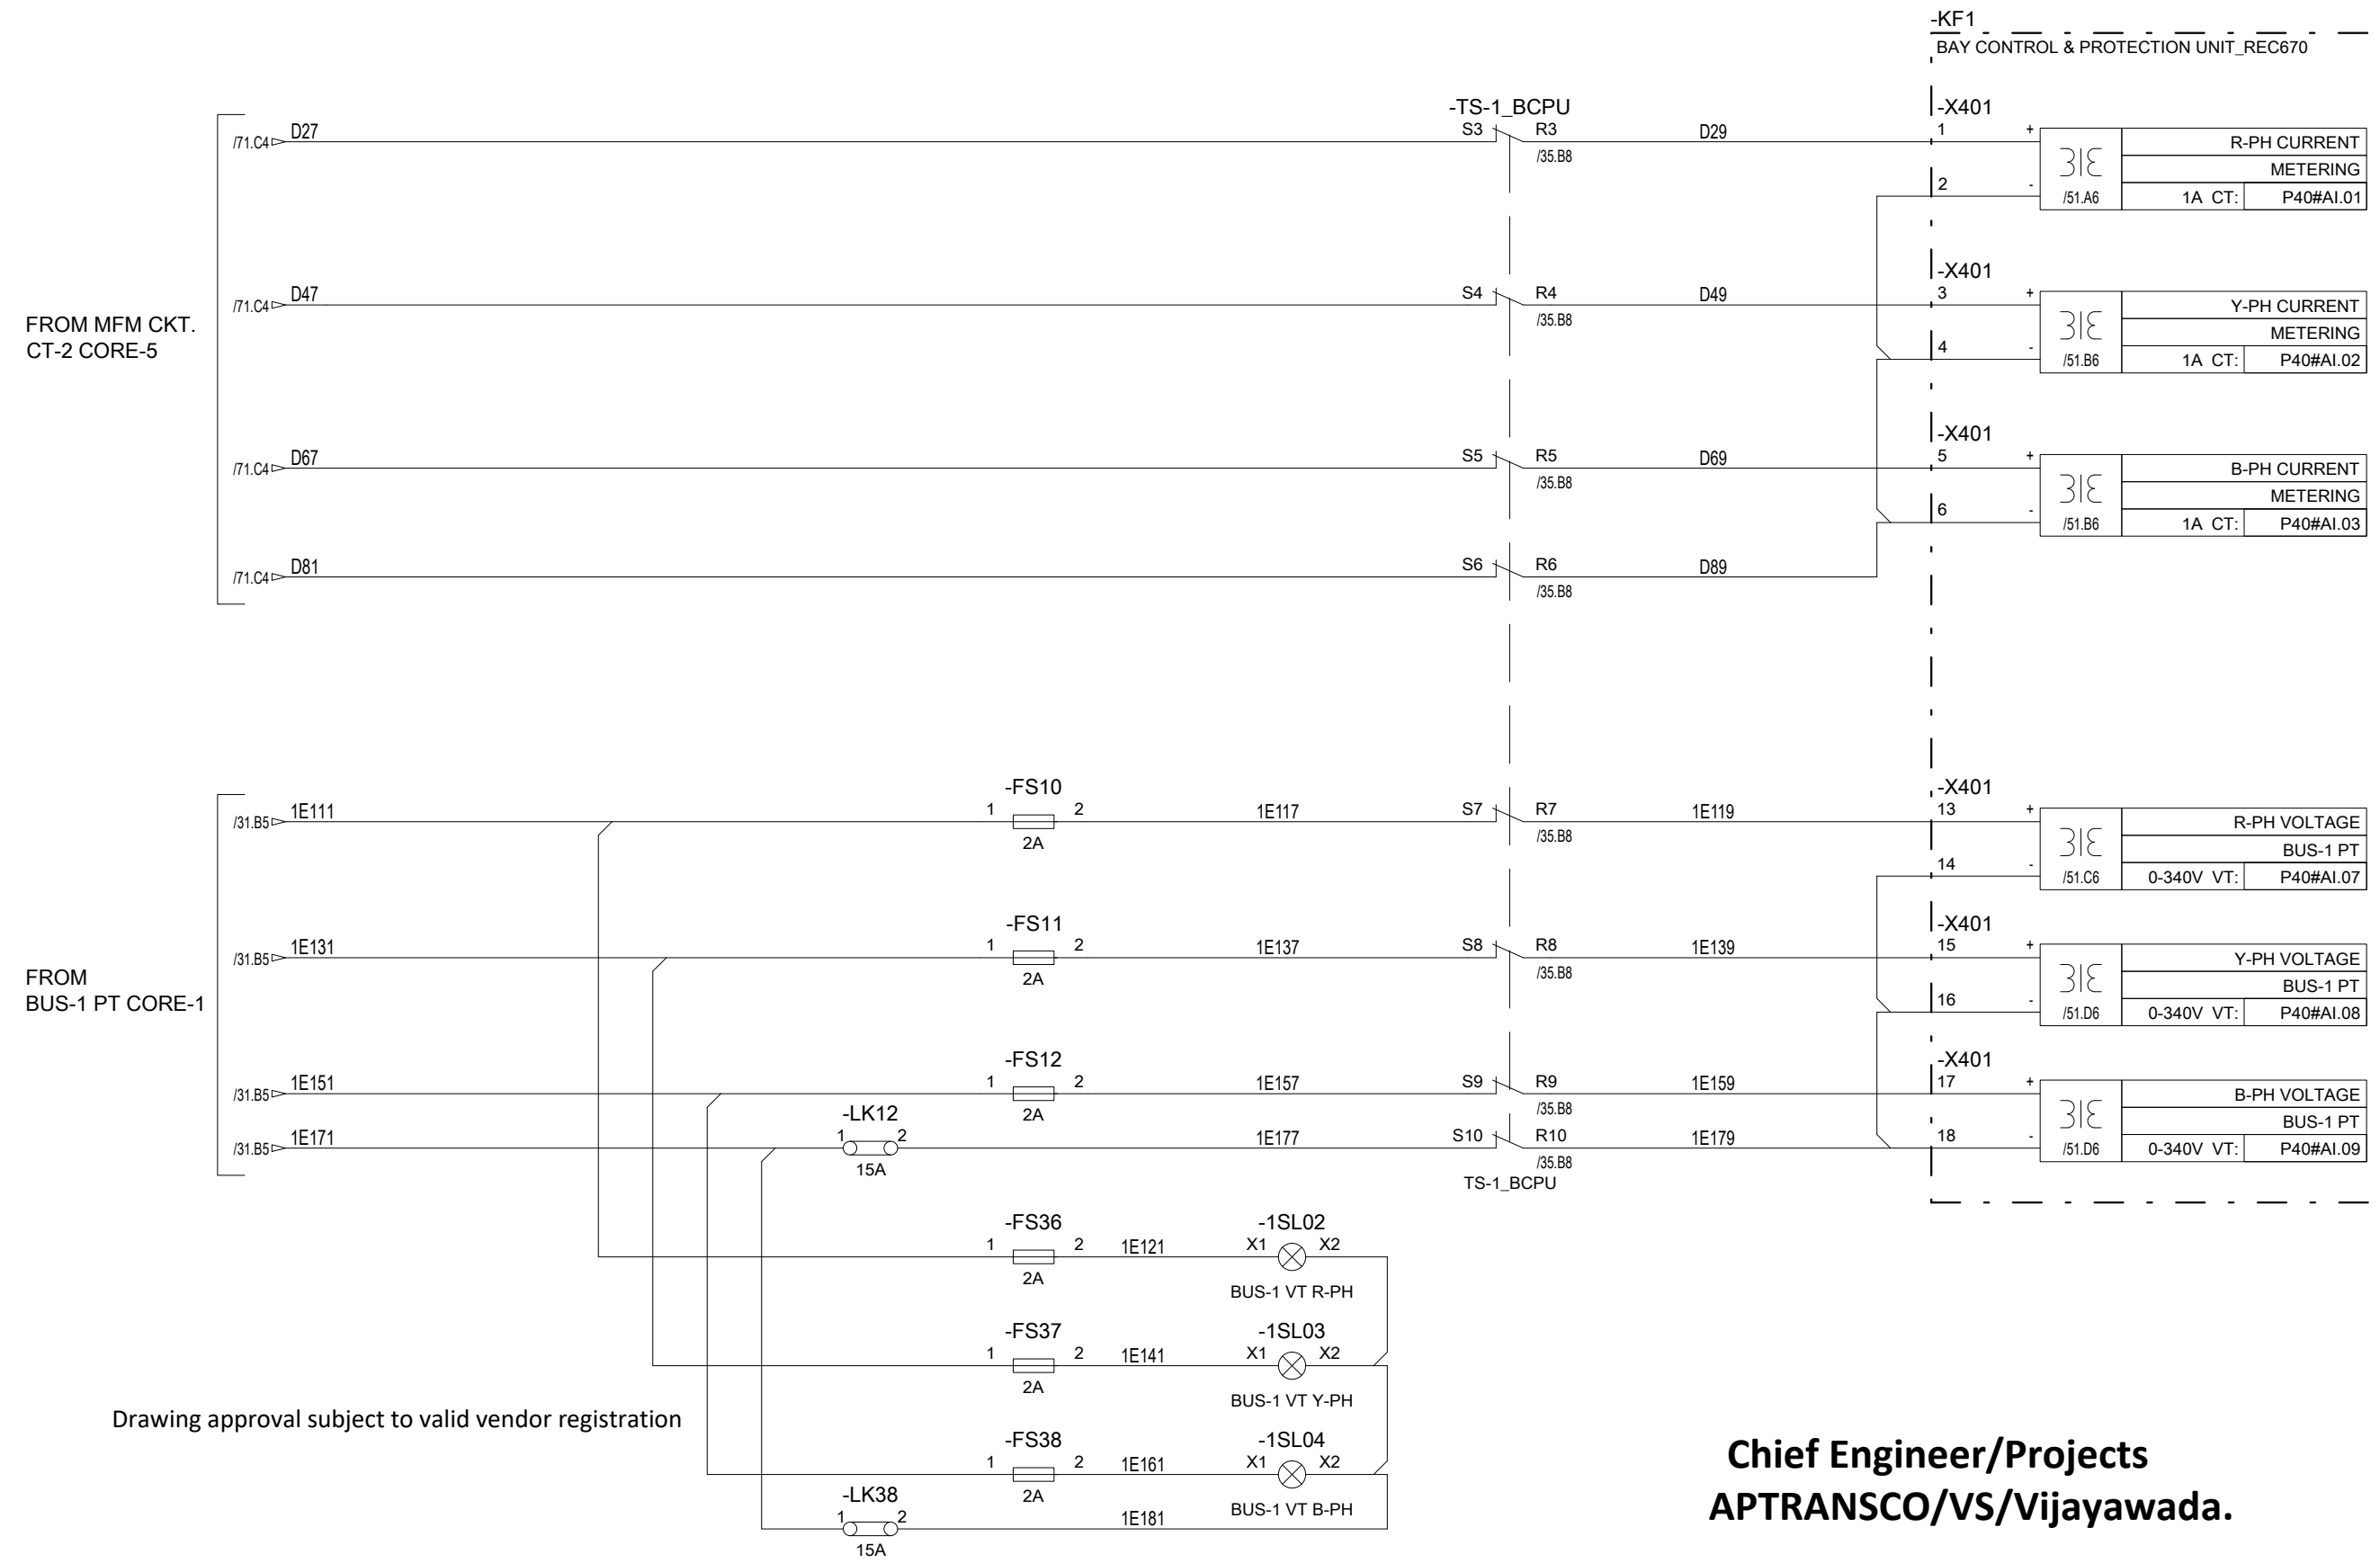 -KF1
BAY CONTROL & PROTECTION UNIT_REC670
-TS-1_BCPU
-X401
/71.C4 D27 S3 R3 D29 1 +
/35.B8
R-PH CURRENT
METERING
2 -
/51.A6 1A CT: P40#AI.01
-X401
/71.C4 D47 S4 R4 D49 3 +
/35.B8
Y-PH CURRENT
METERING
FROM MFM CKT.
CT-2 CORE-5
4 -
/51.B6 1A CT: P40#AI.02
-X401
/71.C4 D67 S5 R5 D69 5 +
/35.B8
B-PH CURRENT
METERING
6 -
/51.B6 1A CT: P40#AI.03
/71.C4 D81 S6 R6 D89
/35.B8
-FS10 -X401
/31.B5 1E111 1 2 1E117 S7 R7 1E119 13 +
2A /35.B8
R-PH VOLTAGE
BUS-1 PT
14 -
/51.C6 0-340V VT: P40#AI.07
-FS11 -X401
/31.B5 1E131 1 2 1E137 S8 R8 1E139 15 +
2A /35.B8
Y-PH VOLTAGE
BUS-1 PT
FROM
BUS-1 PT CORE-1
16 -
/51.D6 0-340V VT: P40#AI.08
-FS12 -X401
/31.B5 1E151 1 2 1E157 S9 R9 1E159 17 +
2A /35.B8
B-PH VOLTAGE
BUS-1 PT
-LK12
/31.B5 1E171 1 2 1E177 S10 R10 1E179 18 -
15A /35.B8
/51.D6 0-340V VT: P40#AI.09
TS-1_BCPU
-FS36 -1SL02
1 2 1E121 X1 X2
2A
BUS-1 VT R-PH
-FS37 -1SL03
1 2 1E141 X1 X2
2A
BUS-1 VT Y-PH
Drawing approval subject to valid vendor registration
-FS38 -1SL04
1 2 1E161 X1 X2
2A
BUS-1 VT B-PH
-LK38
1 2 1E181
15A
Chief Engineer/Projects
APTRANSCO/VS/Vijayawada.